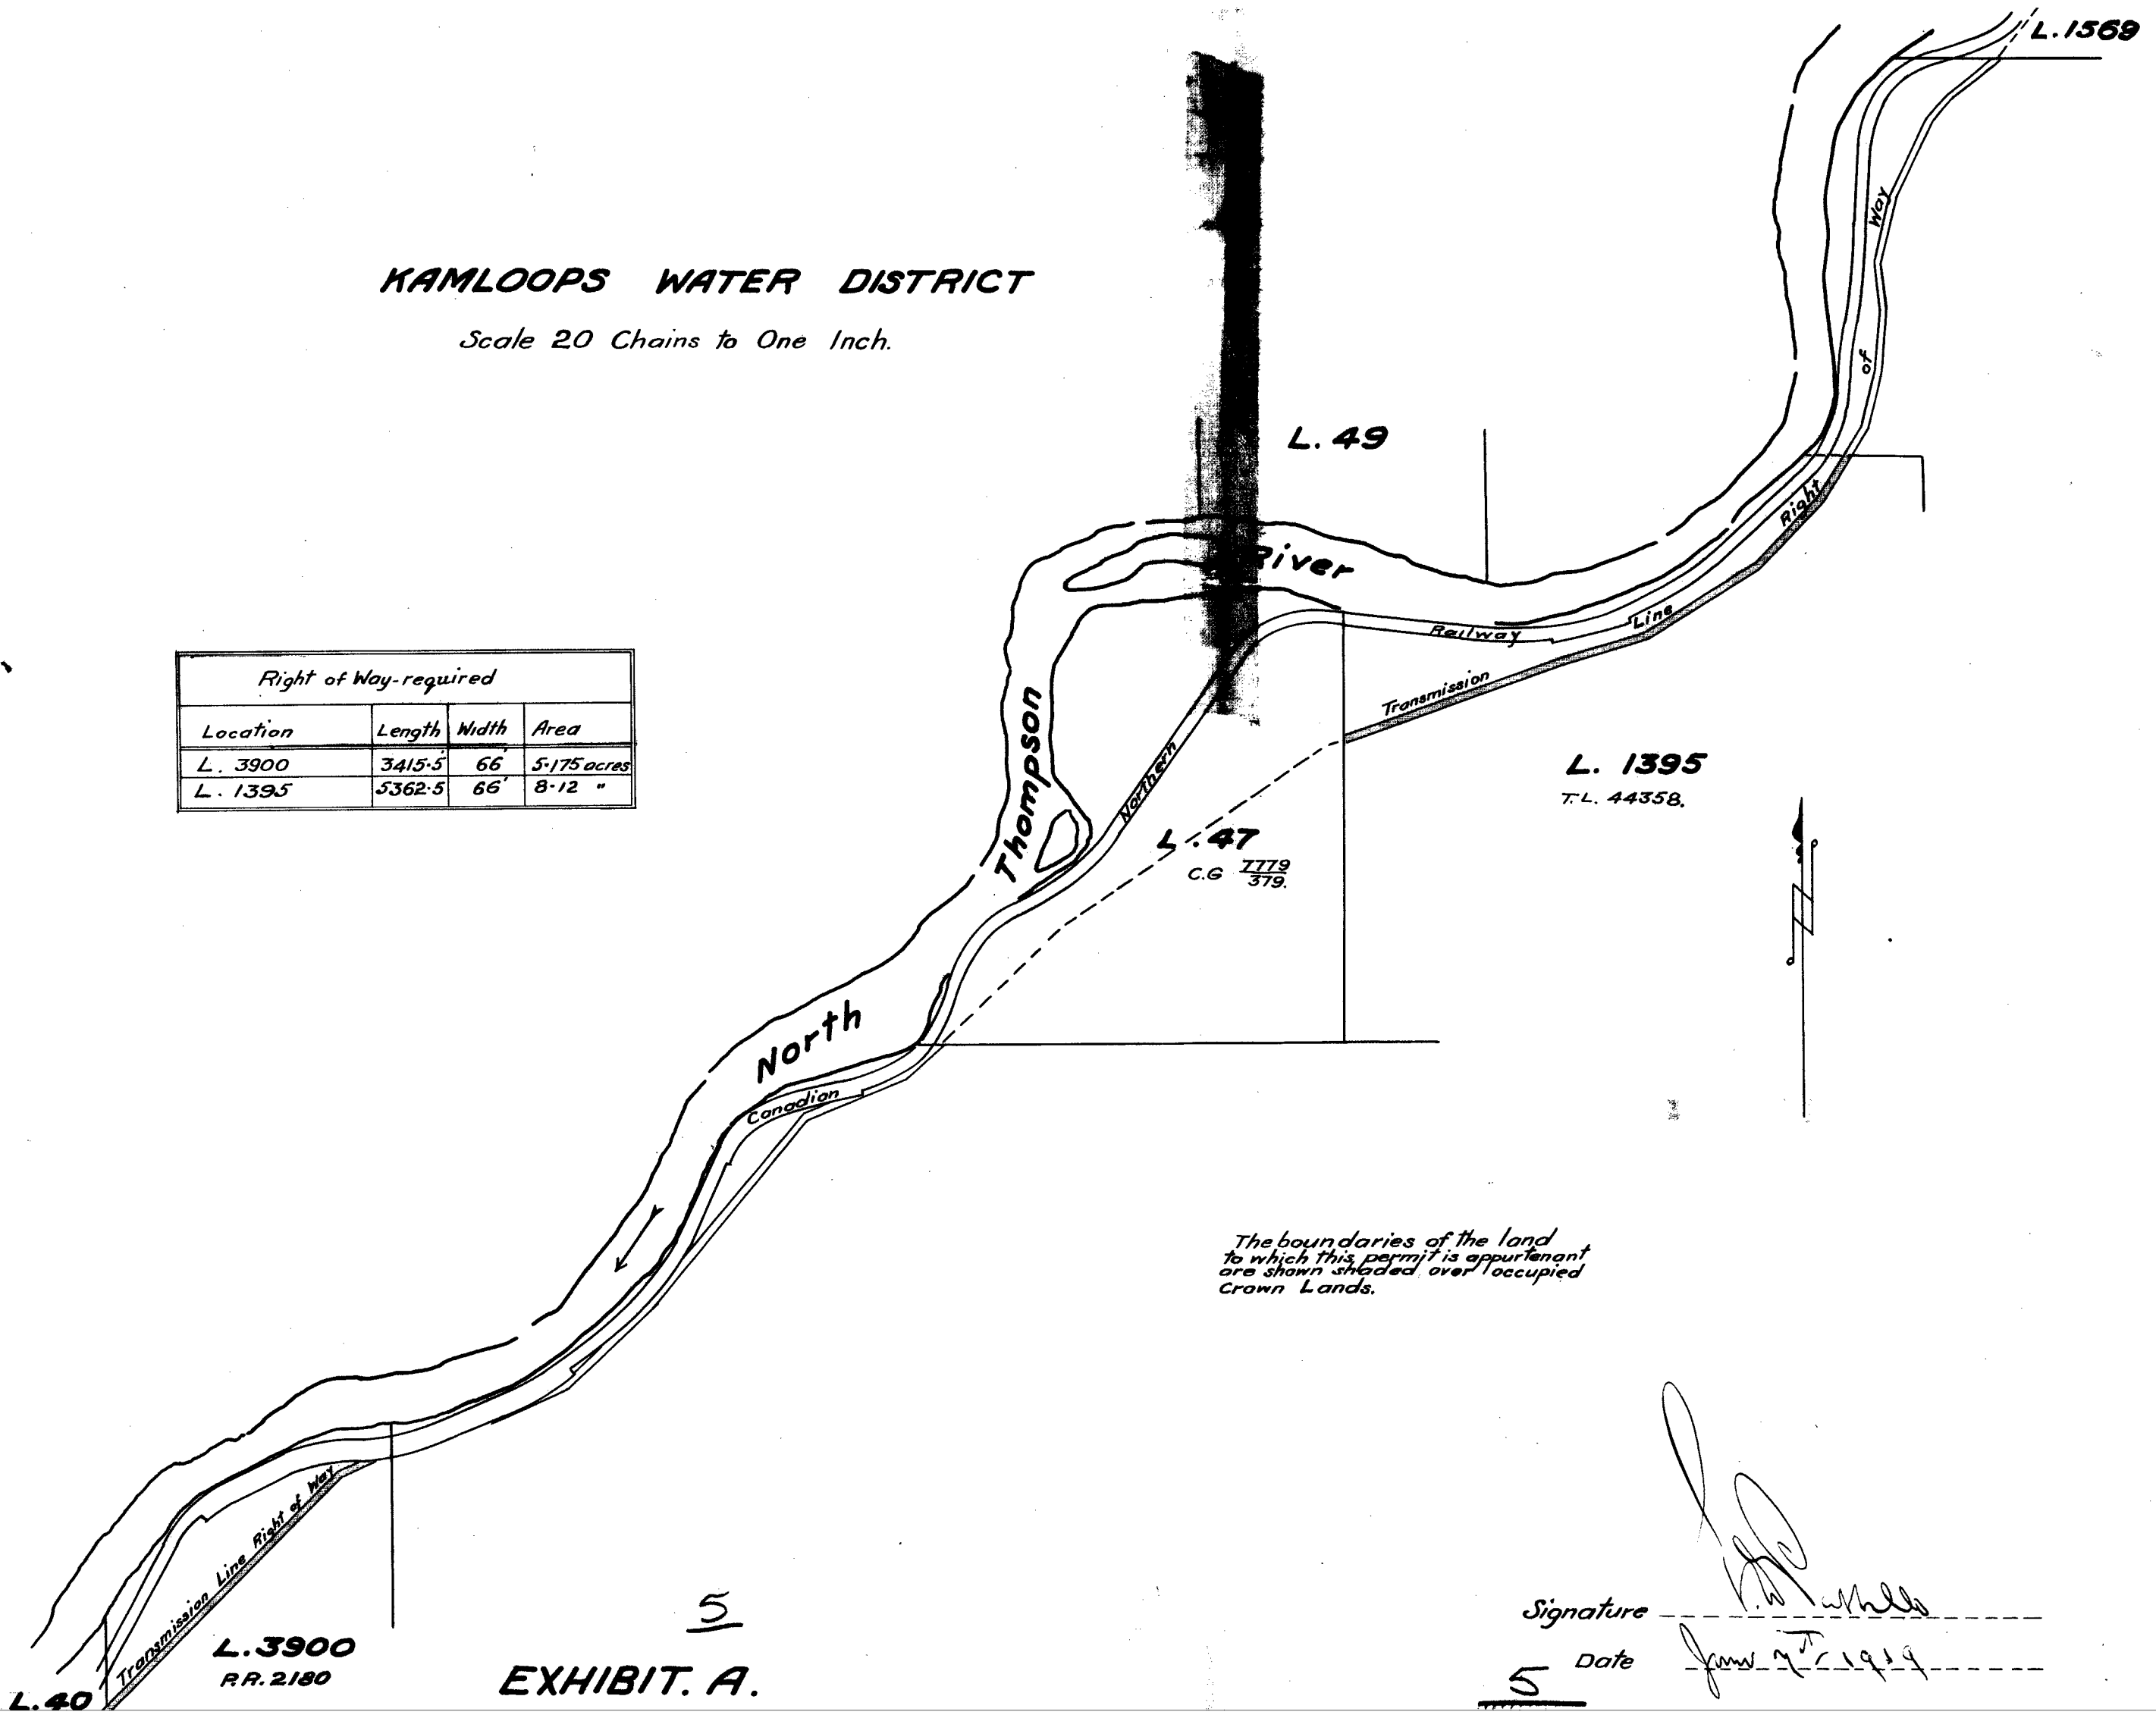 L.1569
KAMLOOPS WATER DISTRICT
Scale 20 Chains to One Inch.
Way
of
Right
Line
Transmission
L. 49
River
Railway
Thompson
Northern
Right of Way-required
Location Length Width Area
L. 3900 3415·5' 66' 5·175 acres
L. 1395 5362·5 66' 8·12 "
L. 1395
T.L. 44358.
L. 47
C.G 7779
379.
North
Canadian
The boundaries of the land
to which this permit is appurtenant
are shown shaded over occupied
Crown Lands.
Transmission Line Right of Way
L.3900
P.R. 2180
L.40
5
EXHIBIT. A.
Signature
Date
5